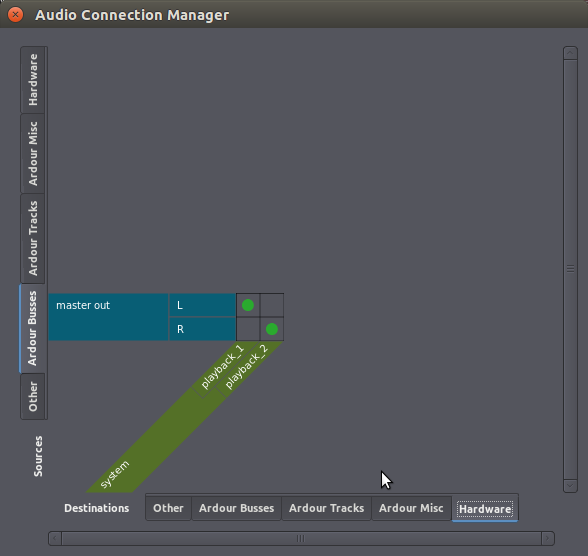 Audio Connection Manager
Hardware
Ardour Misc
Ardour Tracks
Ardour Busses
Other
Sources
master out
L
R
playback_1
playback_2
system
Destinations
Other
Ardour Busses
Ardour Tracks
Ardour Misc
Hardware